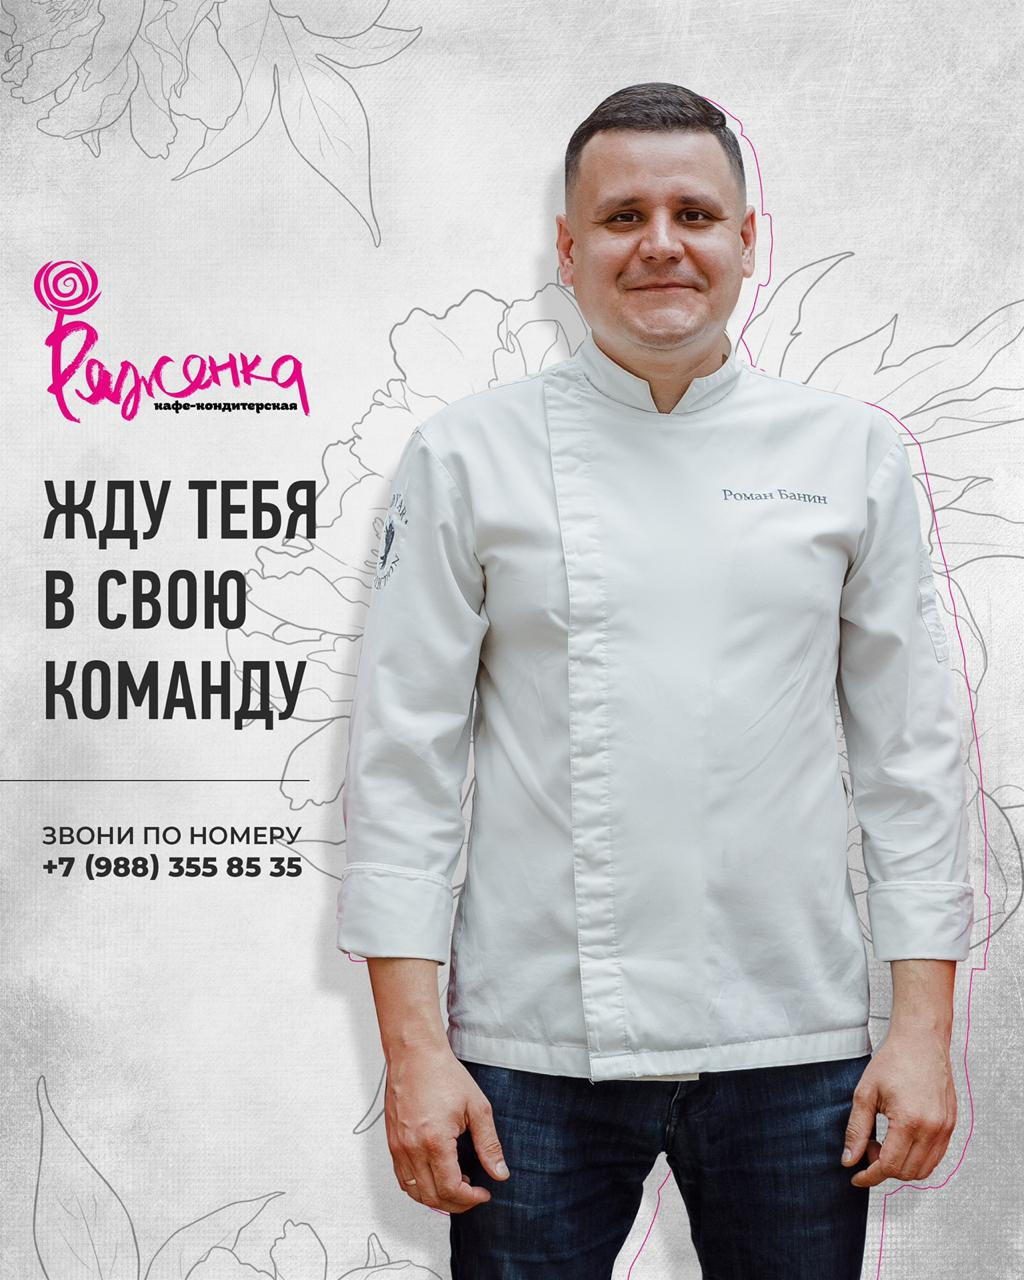 Ряженка
кафе-кондитерская
ЖДУ ТЕБЯ
В СВОЮ
КОМАНДУ
ЗВОНИ ПО НОМЕРУ
+7 (988) 355 85 35
Роман Банин